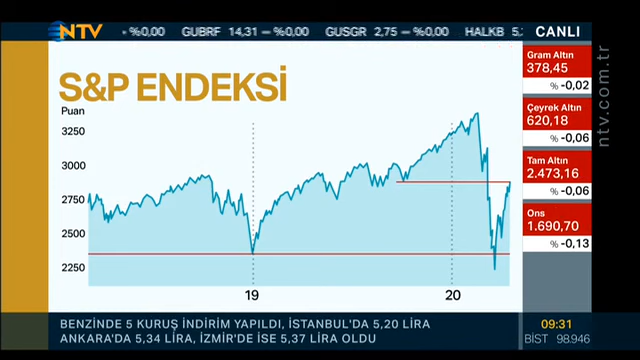 NTV
%0,00 GUBRF 14,31 %0,00 GUSGR 2,75 %0,00 HALKB
CANLI
S&P ENDEKSİ
Puan
3250
3000
2750
2500
2250
19
20
Gram Altın
378,45
% -0,02
Çeyrek Altın
620,18
% -0,06
Tam Altın
2.473,16
% -0,06
Ons
1.690,70
% -0,13
ntv.com.tr
BENZİNDE 5 KURUŞ İNDİRİM YAPILDI, İSTANBUL'DA 5,20 LİRA
ANKARA'DA 5,34 LİRA, İZMİR'DE İSE 5,37 LİRA OLDU
09:31
BİST 98.946